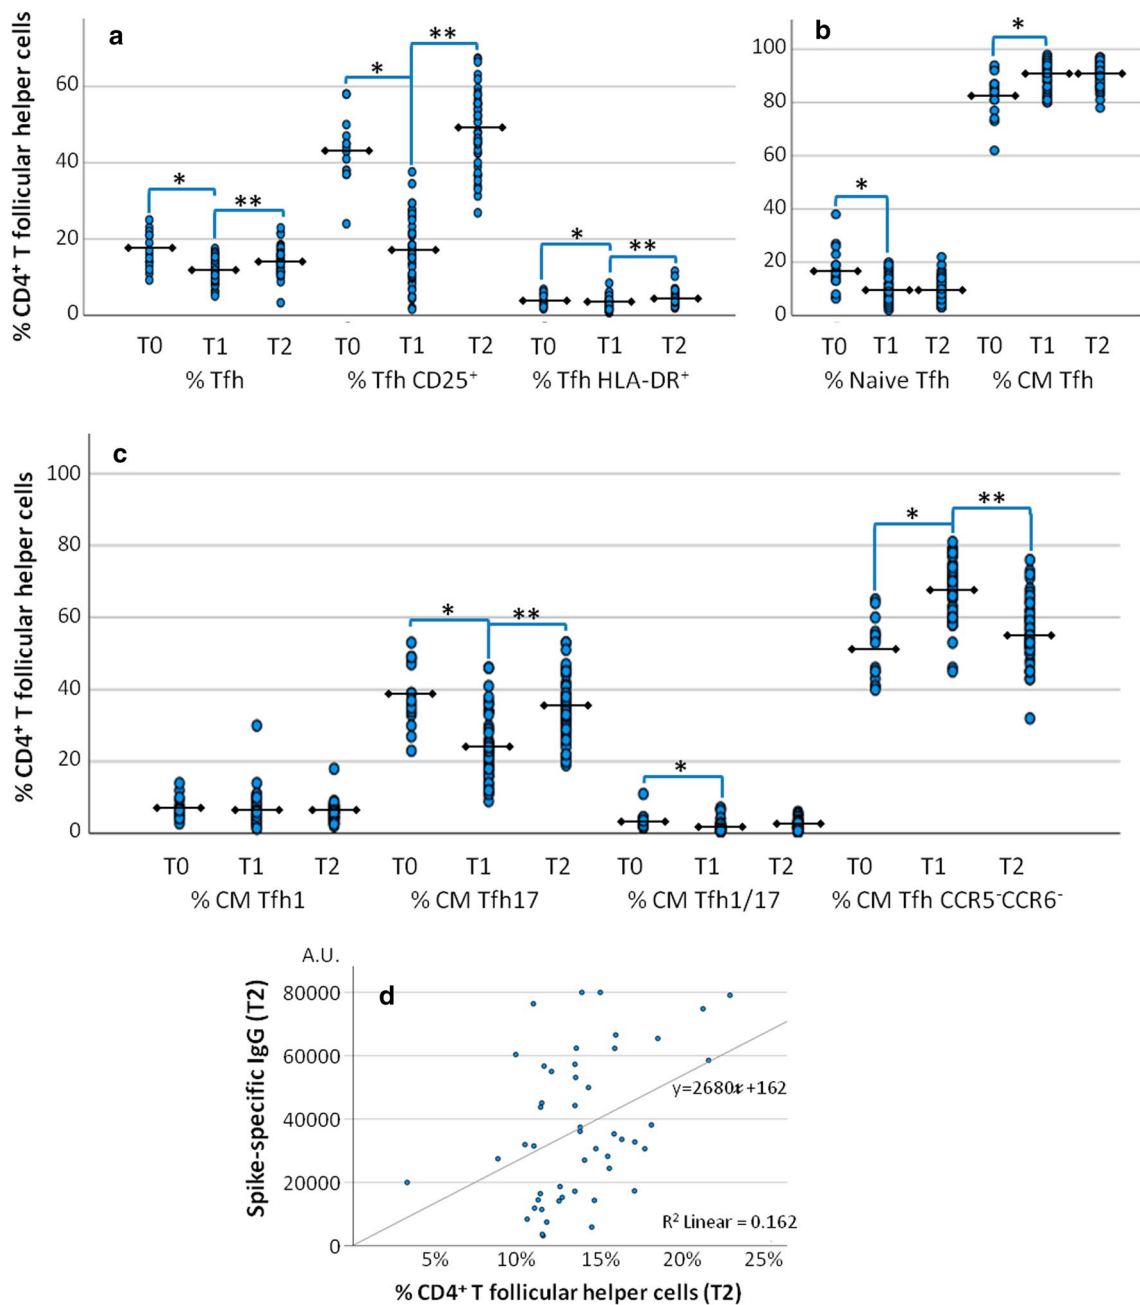 a
% CD4⁺ T follicular helper cells
60
40
20
0
* ** * ** * **
T0 T1 T2 T0 T1 T2 T0 T1 T2
% Tfh % Tfh CD25⁺ % Tfh HLA-DR⁺
b
100
80
60
40
20
0
* *
T0 T1 T2 T0 T1 T2
% Naive Tfh % CM Tfh
c
% CD4⁺ T follicular helper cells
100
80
60
40
20
0
* ** * * **
T0 T1 T2 T0 T1 T2 T0 T1 T2 T0 T1 T2
% CM Tfh1 % CM Tfh17 % CM Tfh1/17 % CM Tfh CCR5⁻CCR6⁻
A.U.
d
Spike-specific IgG (T2)
80000
60000
40000
20000
0
y=2680x+162
R² Linear = 0.162
5% 10% 15% 20% 25%
% CD4⁺ T follicular helper cells (T2)